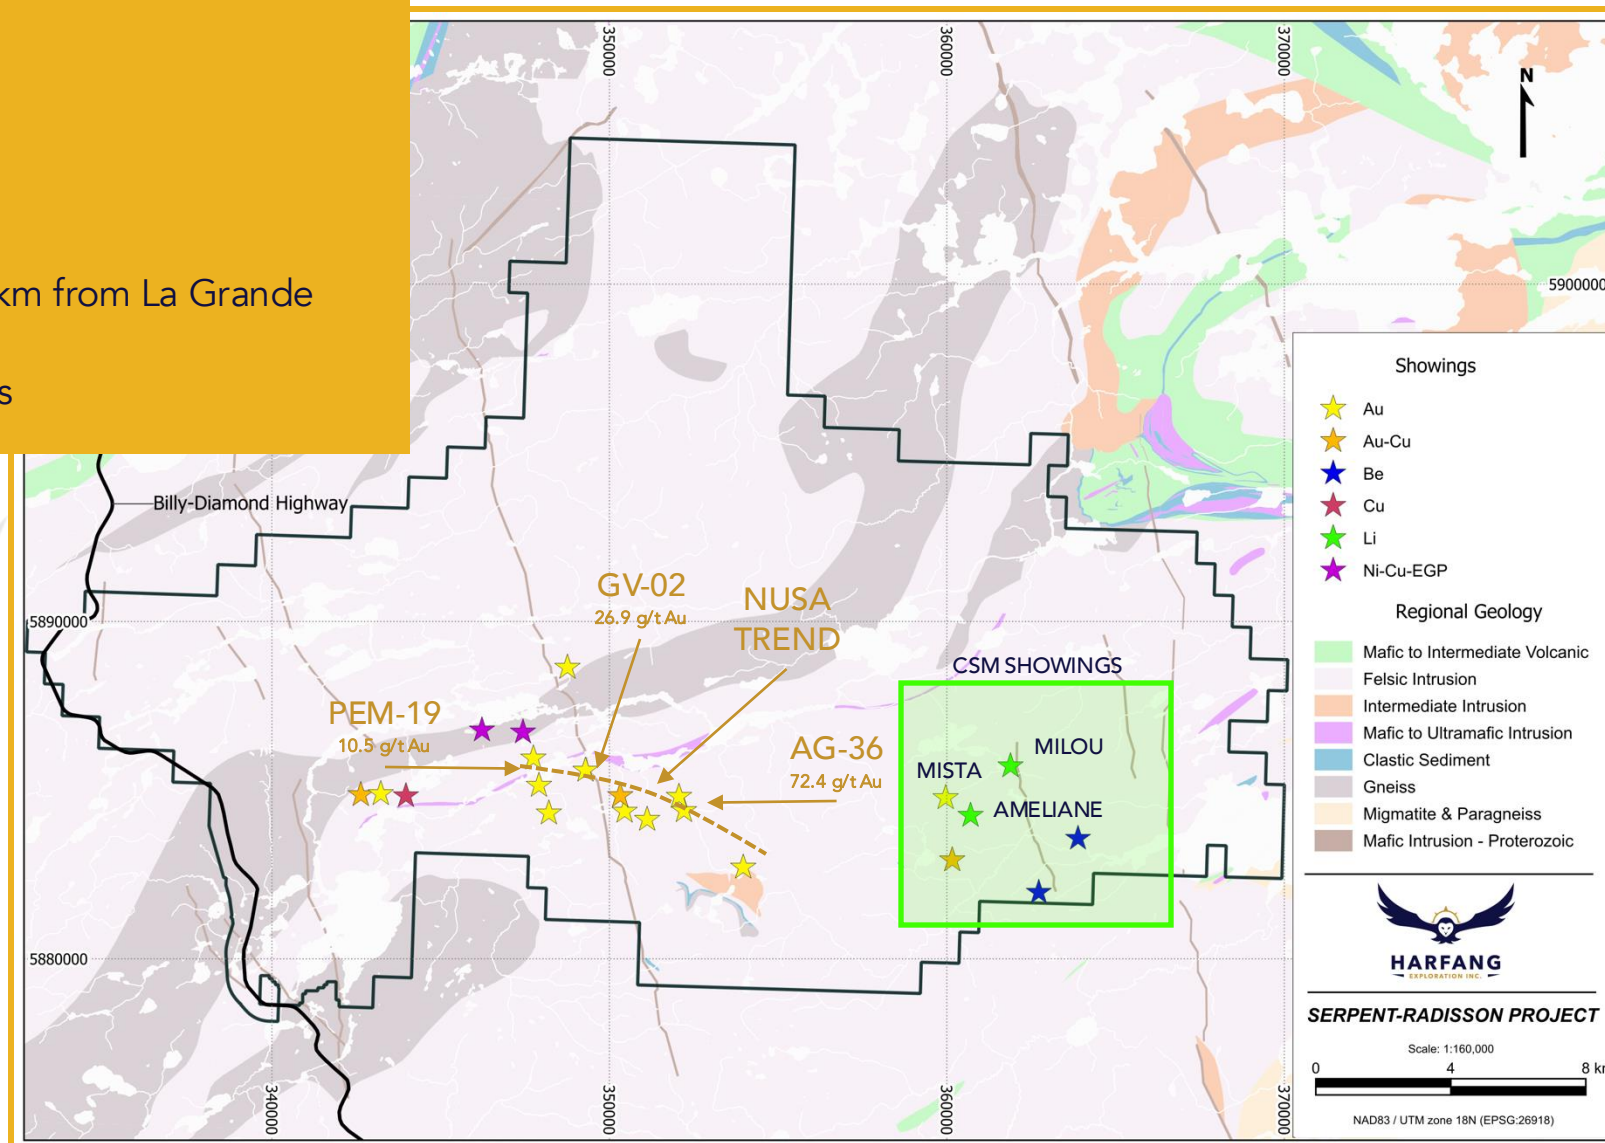 km from La Grande
s
350000
360000
370000
N
5900000
Billy-Diamond Highway
5890000
GV-02
26.9 g/t Au
NUSA
TREND
CSM SHOWINGS
PEM-19
10.5 g/t Au
AG-36
72.4 g/t Au
MILOU
MISTA
AMELIANE
5880000
340000
350000
360000
370000
Showings
Au
Au-Cu
Be
Cu
Li
Ni-Cu-EGP
Regional Geology
Mafic to Intermediate Volcanic
Felsic Intrusion
Intermediate Intrusion
Mafic to Ultramafic Intrusion
Clastic Sediment
Gneiss
Migmatite & Paragneiss
Mafic Intrusion - Proterozoic
HARFANG
EXPLORATION INC.
SERPENT-RADISSON PROJECT
Scale: 1:160,000
0 4 8 km
NAD83 / UTM zone 18N (EPSG:26918)